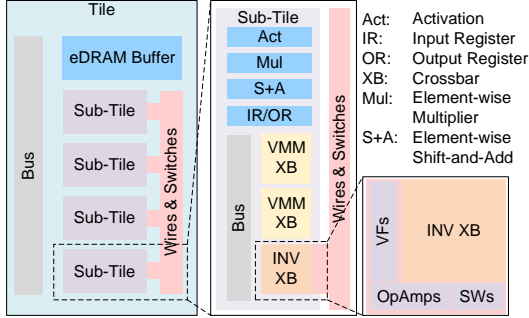 Tile
eDRAM Buffer
Bus
Sub-Tile
Sub-Tile
Sub-Tile
Sub-Tile
Wires & Switches
Sub-Tile
Act
Mul
S+A
IR/OR
Bus
VMM
XB
VMM
XB
INV
XB
Wires & Switches
Act: Activation
IR: Input Register
OR: Output Register
XB: Crossbar
Mul: Element-wise
Multiplier
S+A: Element-wise
Shift-and-Add
VFs
INV XB
OpAmps
SWs